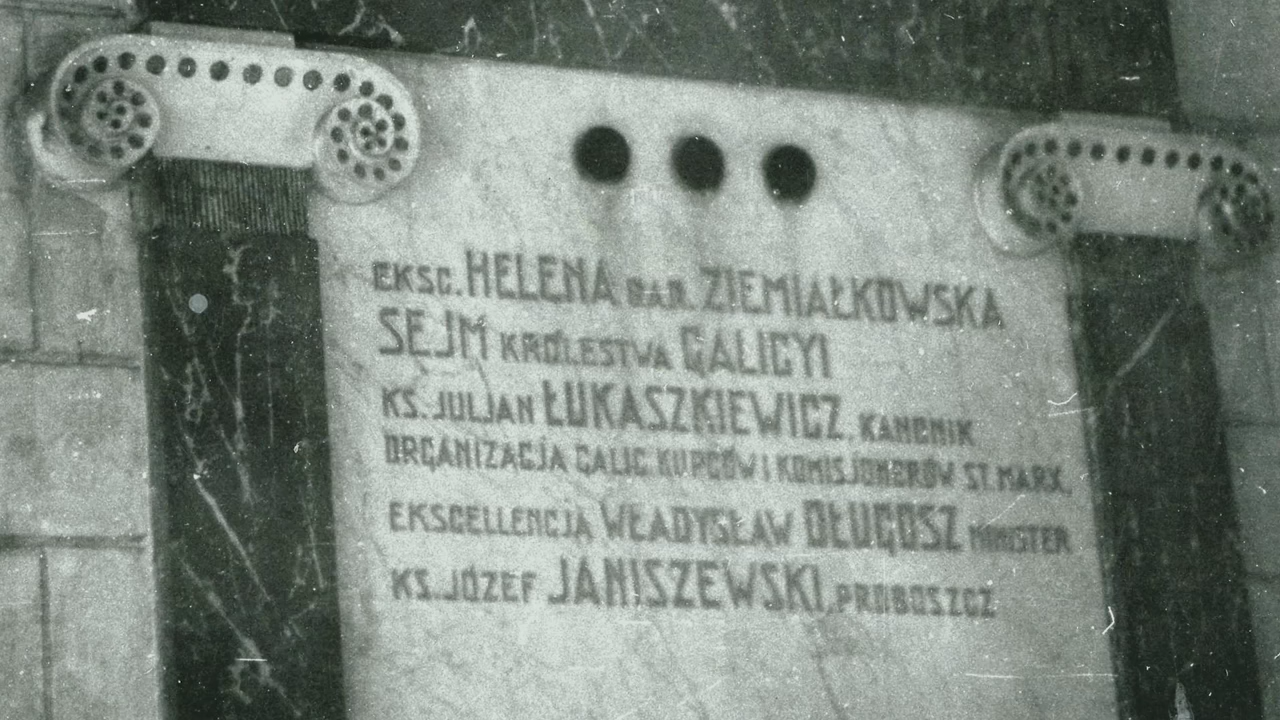 EKSC. HELENA BAR. ZIEMIAŁKOWSKA
SEJM KRÓLESTWA GALICYI
KS. JULJAN ŁUKASZKIEWICZ, KANONIK
ORGANIZACJA GALIC. KUPCÓW I KOMISJONERÓW ST. MARX.
EKSCELLENCJA WŁADYSŁAW DŁUGOSZ MINISTER
KS. JÓZEF JANISZEWSKI, PROBOSZCZ